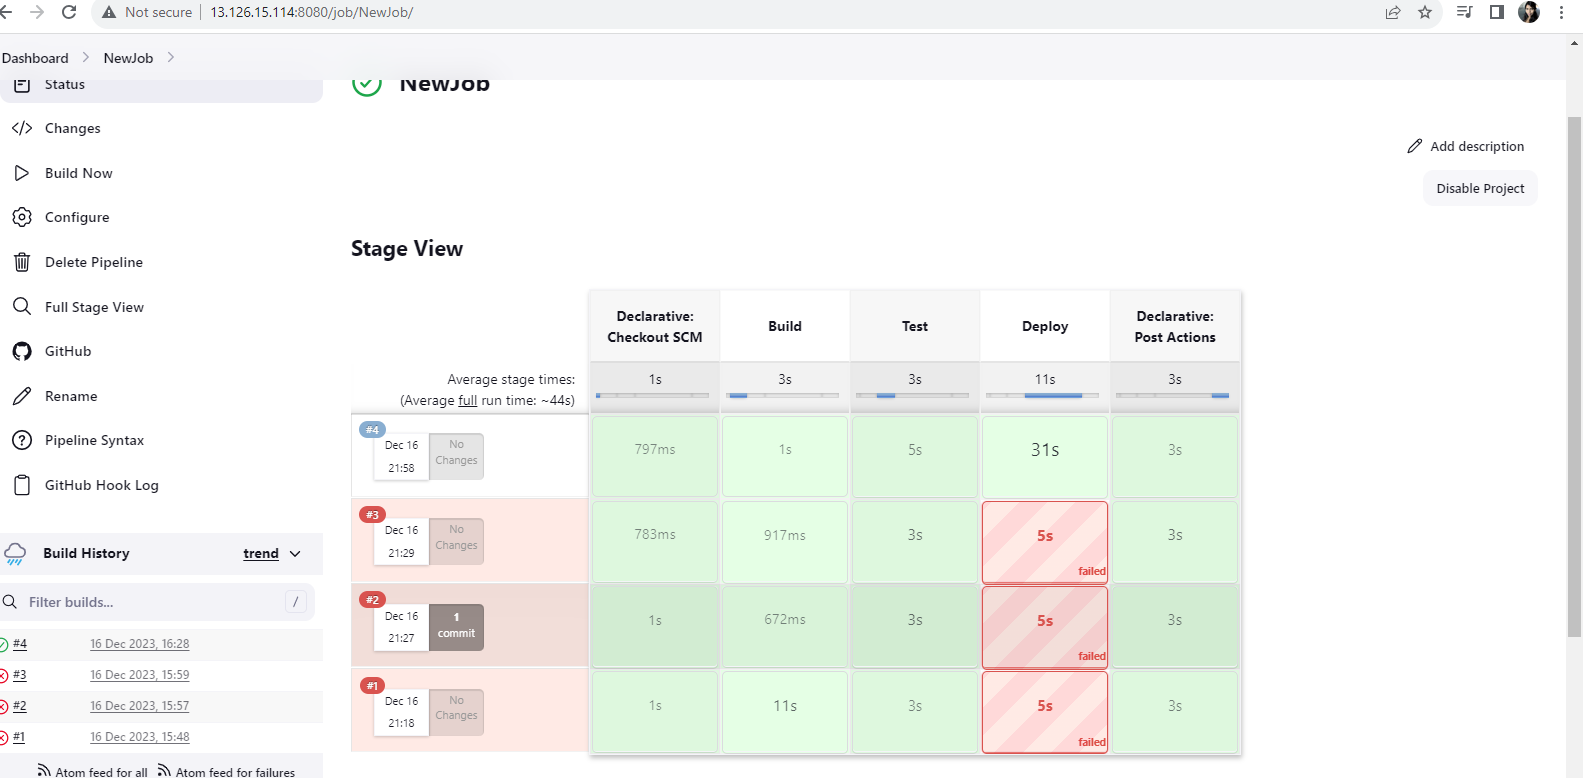 Not secure
13.126.15.114:8080/job/NewJob/
Dashboard
NewJob
Status
Changes
Build Now
Configure
Delete Pipeline
Full Stage View
GitHub
Rename
Pipeline Syntax
GitHub Hook Log
Build History
trend
Filter builds...
/
#4
16 Dec 2023, 16:28
#3
16 Dec 2023, 15:59
#2
16 Dec 2023, 15:57
#1
16 Dec 2023, 15:48
Atom feed for all
Atom feed for failures
NewJob
Add description
Disable Project
Stage View
Declarative:
Checkout SCM
Build
Test
Deploy
Declarative:
Post Actions
Average stage times:
(Average full run time: ~44s)
1s
3s
3s
11s
3s
#4
Dec 16
21:58
No
Changes
797ms
1s
5s
31s
3s
#3
Dec 16
21:29
No
Changes
783ms
917ms
3s
5s
failed
3s
#2
Dec 16
21:27
1
commit
1s
672ms
3s
5s
failed
3s
#1
Dec 16
21:18
No
Changes
1s
11s
3s
5s
failed
3s